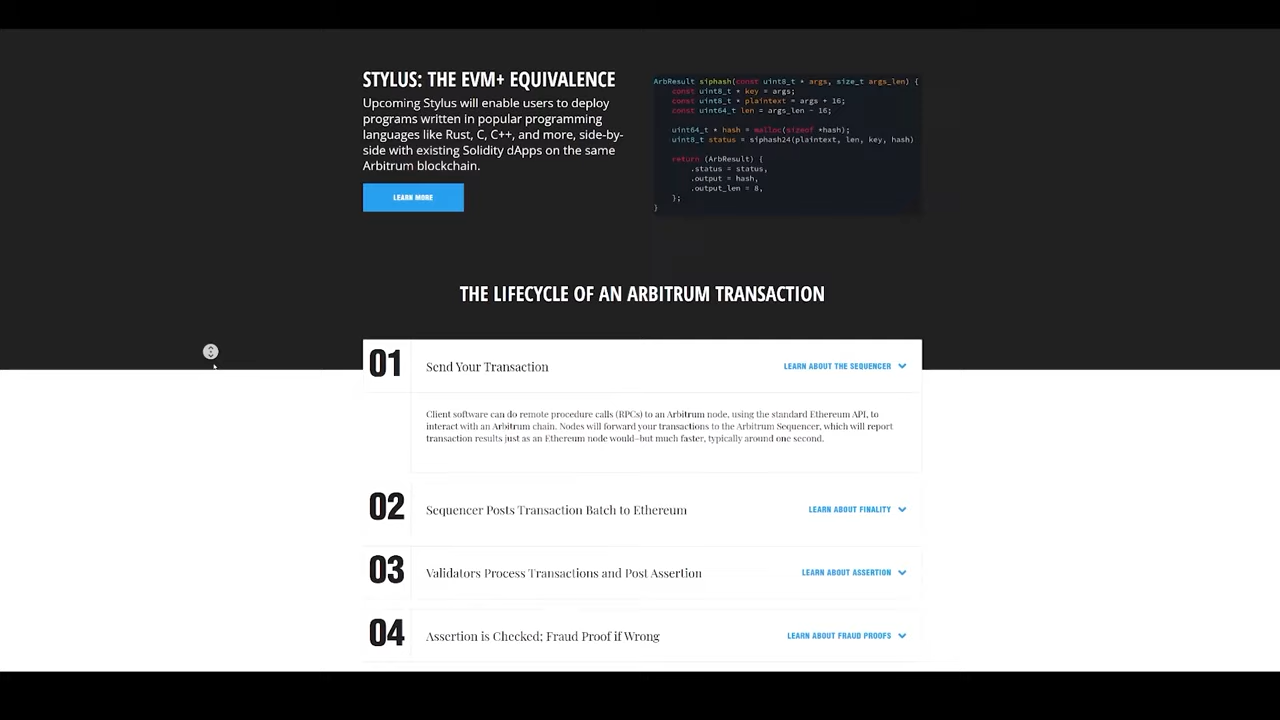 STYLUS: THE EVM+ EQUIVALENCE
Upcoming Stylus will enable users to deploy
programs written in popular programming
languages like Rust, C, C++, and more, side-by-
side with existing Solidity dApps on the same
Arbitrum blockchain.
LEARN MORE
ArbResult siphash(const uint8_t * args, size_t args_len) {
const uint8_t * key = args;
const uint8_t * plaintext = args + 16;
const uint64_t len = args_len - 16;
uint64_t * hash = malloc(sizeof *hash);
uint8_t status = siphash24(plaintext, len, key, hash)
return (ArbResult) {
.status = status,
.output = hash,
.output_len = 8,
};
}
THE LIFECYCLE OF AN ARBITRUM TRANSACTION
01 Send Your Transaction LEARN ABOUT THE SEQUENCER
Client software can do remote procedure calls (RPCs) to an Arbitrum node, using the standard Ethereum API, to
interact with an Arbitrum chain. Nodes will forward your transactions to the Arbitrum Sequencer, which will report
transaction results just as an Ethereum node would–but much faster, typically around one second.
02 Sequencer Posts Transaction Batch to Ethereum LEARN ABOUT FINALITY
03 Validators Process Transactions and Post Assertion LEARN ABOUT ASSERTION
04 Assertion is Checked; Fraud Proof if Wrong LEARN ABOUT FRAUD PROOFS